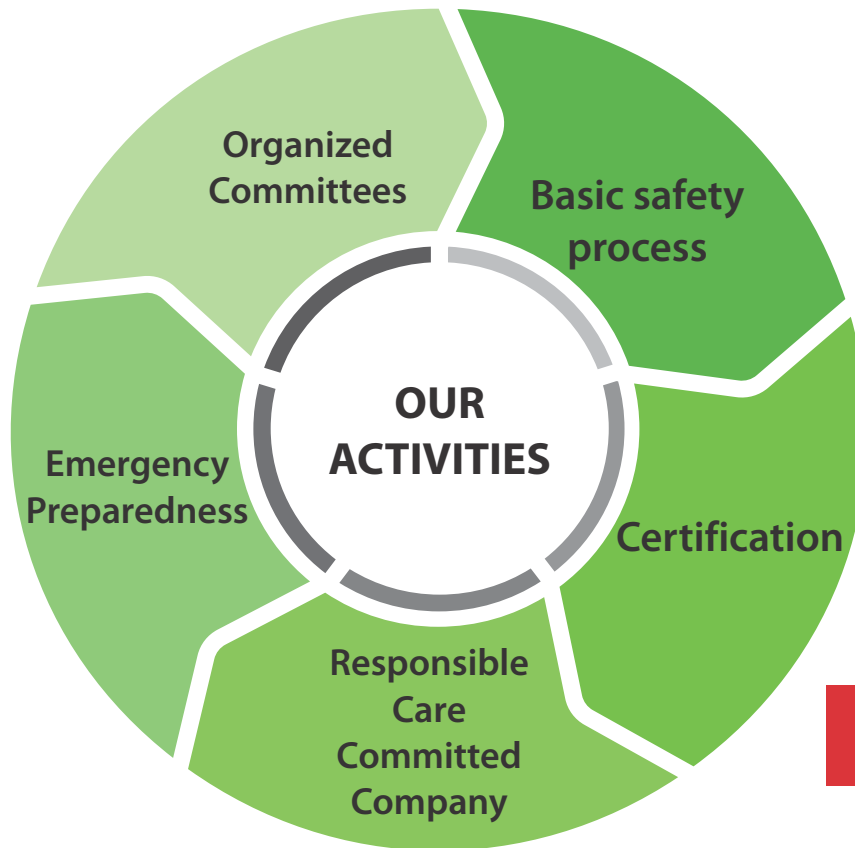 Organized
Committees
Basic safety
process
OUR
ACTIVITIES
Emergency
Preparedness
Certification
Responsible
Care
Committed
Company